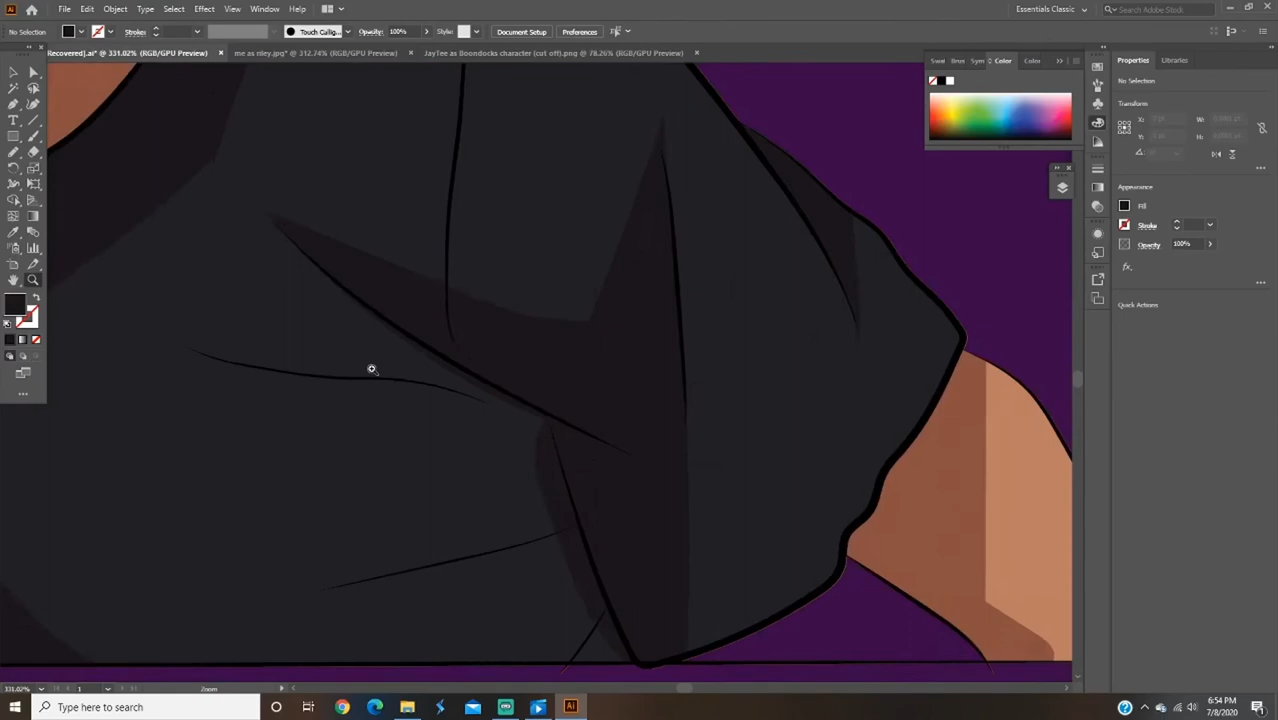 File Edit Object Type Select Effect View Window Help
Essentials Classic
Search Adobe Stock
No Selection
Stroke:
Touch Callig...
Opacity: 100%
Style:
Document Setup
Preferences
Recovered].ai* @ 331.02% (RGB/GPU Preview) ×
me as riley.jpg* @ 312.74% (RGB/GPU Preview) ×
JayTee as Boondocks character (cut off).png @ 78.26% (RGB/GPU Preview) ×
Swat Brus Sym Color Color
Properties Libraries
No Selection
Transform
X:
Y:
W:
H:
Appearance
Fill
Stroke
Opacity 100%
fx.
Quick Actions
331.02%
1
Zoom
Type here to search
6:54 PM
7/8/2020